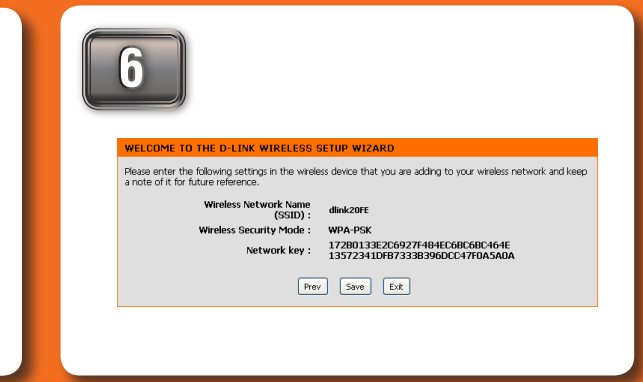 6
WELCOME TO THE D-LINK WIRELESS SETUP WIZARD
Please enter the following settings in the wireless device that you are adding to your wireless network and keep
a note of it for future reference.
Wireless Network Name
(SSID) : dlink20FE
Wireless Security Mode : WPA-PSK
Network key : 172B0133E2C6927F484EC6BC6BC464E
13572341DFB7333B396DCC47F0A5A0A
Prev Save Exit